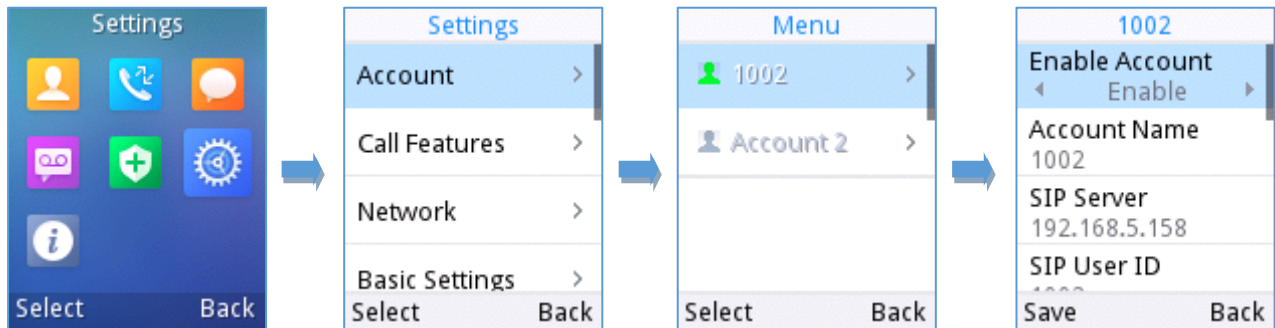 Settings
Select Back
Settings
Account
Call Features
Network
Basic Settings
Select Back
Menu
1002
Account 2
Select Back
1002
Enable Account
Enable
Account Name
1002
SIP Server
192.168.5.158
SIP User ID
Save Back